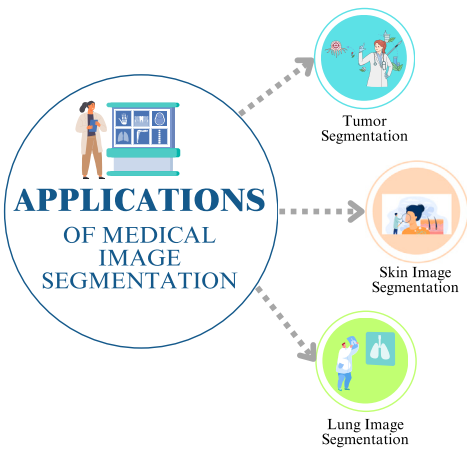 APPLICATIONS
OF MEDICAL
IMAGE
SEGMENTATION
Tumor
Segmentation
Skin Image
Segmentation
Lung Image
Segmentation